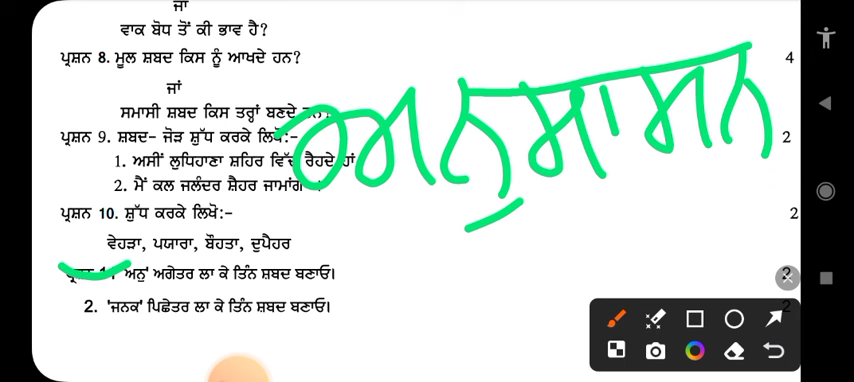 ਜਾਂ
ਵਾਕ ਬੋਧ ਤੋਂ ਕੀ ਭਾਵ ਹੈ?
ਪ੍ਰਸ਼ਨ 8. ਮੂਲ ਸ਼ਬਦ ਕਿਸ ਨੂੰ ਆਖਦੇ ਹਨ? 4
ਜਾਂ
ਸਮਾਸੀ ਸ਼ਬਦ ਕਿਸ ਤਰ੍ਹਾਂ ਬਣਦੇ
ਅਨੁਸਾਸਨ
ਪ੍ਰਸ਼ਨ 9. ਸ਼ਬਦ- ਜੋੜ ਸ਼ੁੱਧ ਕਰਕੇ ਲਿਖੋ:- 2
1. ਅਸੀਂ ਲੁਧਿਹਾਣਾ ਸ਼ਹਿਰ ਵਿੱਚ ਰੈਹਦੇ ਹਾਂ
2. ਮੈਂ ਕਲ ਜਲੰਦਰ ਸ਼ੈਹਰ ਜਾਮਾਂਗਾ
ਪ੍ਰਸ਼ਨ 10. ਸ਼ੁੱਧ ਕਰਕੇ ਲਿਖੋ:- 2
ਵੇਹੜਾ, ਪਯਾਰਾ, ਬੌਹਤਾ, ਦੁਪੈਹਰ
'ਅਨੁ' ਅਗੇਤਰ ਲਾ ਕੇ ਤਿੰਨ ਸ਼ਬਦ ਬਣਾਓ। 2
2. 'ਜਨਕ' ਪਿਛੇਤਰ ਲਾ ਕੇ ਤਿੰਨ ਸ਼ਬਦ ਬਣਾਓ। 2